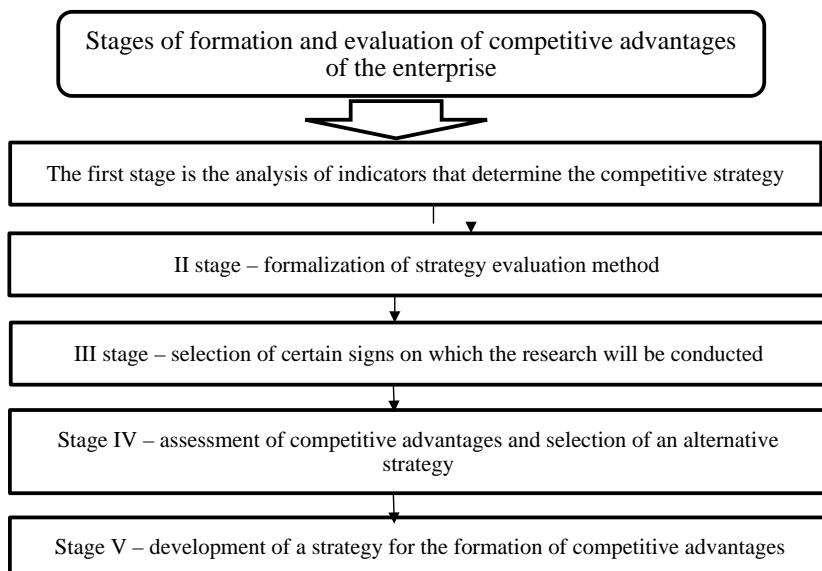 Stages of formation and evaluation of competitive advantages
of the enterprise
The first stage is the analysis of indicators that determine the competitive strategy
II stage – formalization of strategy evaluation method
III stage – selection of certain signs on which the research will be conducted
Stage IV – assessment of competitive advantages and selection of an alternative
strategy
Stage V – development of a strategy for the formation of competitive advantages